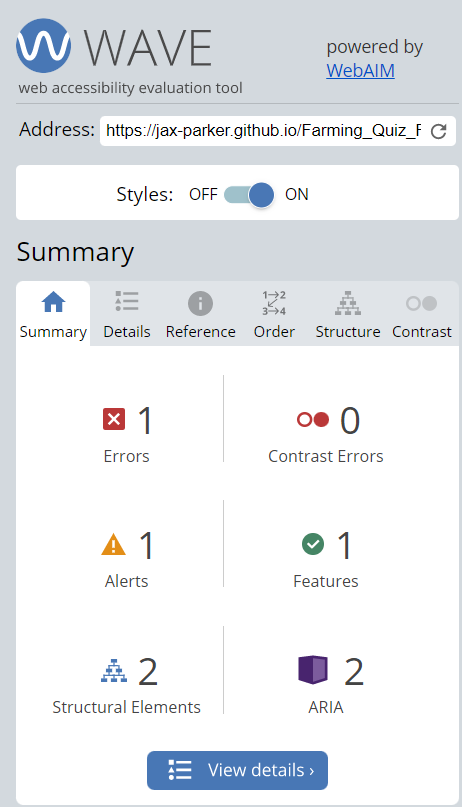 WAVE
web accessibility evaluation tool
powered by
WebAIM
Address: https://jax-parker.github.io/Farming_Quiz_F
Styles: OFF ON
Summary
Summary Details Reference Order Structure Contrast
1 Errors
0 Contrast Errors
1 Alerts
1 Features
2 Structural Elements
2 ARIA
View details ›